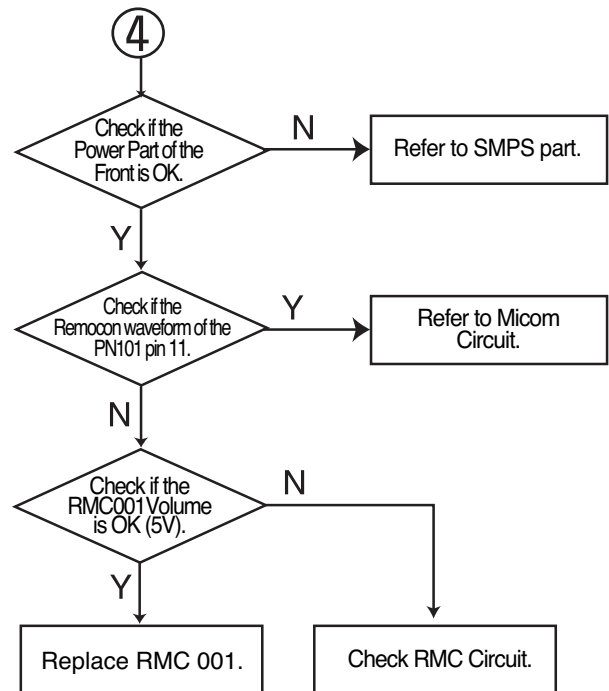 4
Check if the
Power Part of the
Front is OK.
N
Refer to SMPS part.
Y
Check if the
Remocon waveform of the
PN101 pin 11.
Y
Refer to Micom
Circuit.
N
Check if the
RMC001 Volume
is OK (5V).
N
Y
Replace RMC 001.
Check RMC Circuit.